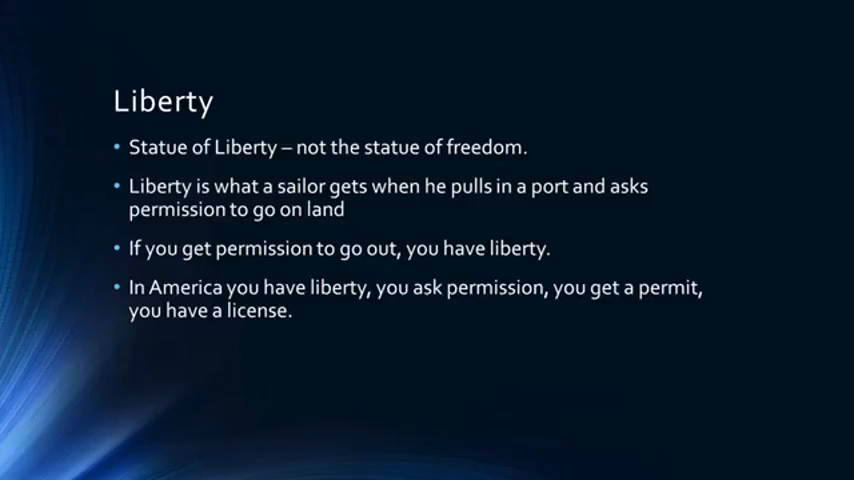 Liberty
• Statue of Liberty – not the statue of freedom.
• Liberty is what a sailor gets when he pulls in a port and asks
permission to go on land
• If you get permission to go out, you have liberty.
• In America you have liberty, you ask permission, you get a permit,
you have a license.